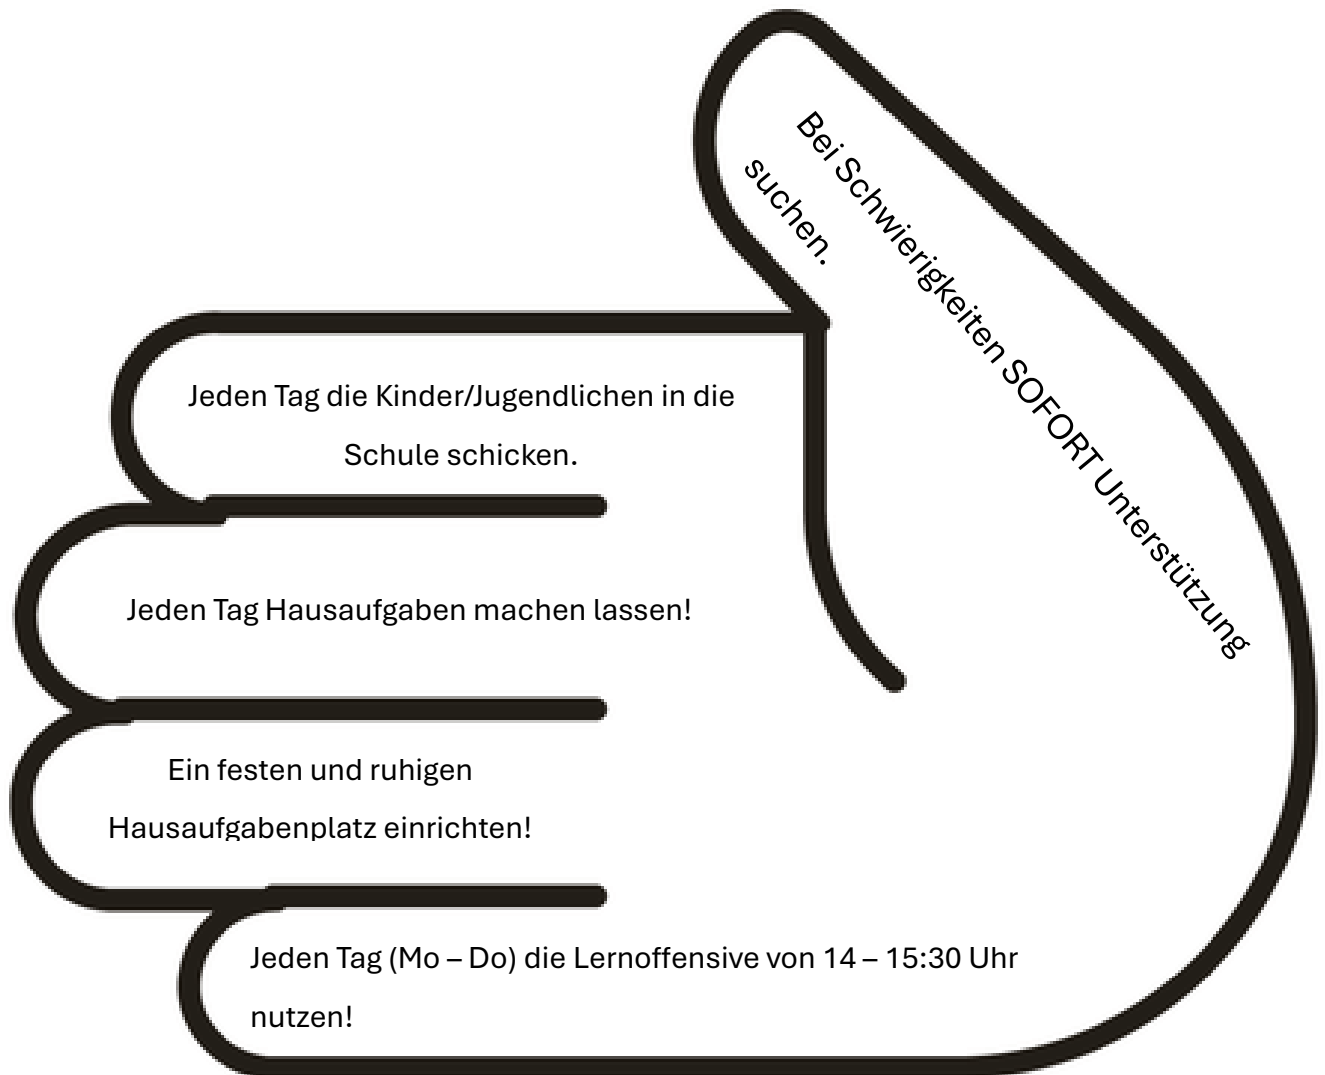 Bei Schwierigkeiten SOFORT Unterstützung
suchen.
Jeden Tag die Kinder/Jugendlichen in die
Schule schicken.
Jeden Tag Hausaufgaben machen lassen!
Ein festen und ruhigen
Hausaufgabenplatz einrichten!
Jeden Tag (Mo – Do) die Lernoffensive von 14 – 15:30 Uhr
nutzen!